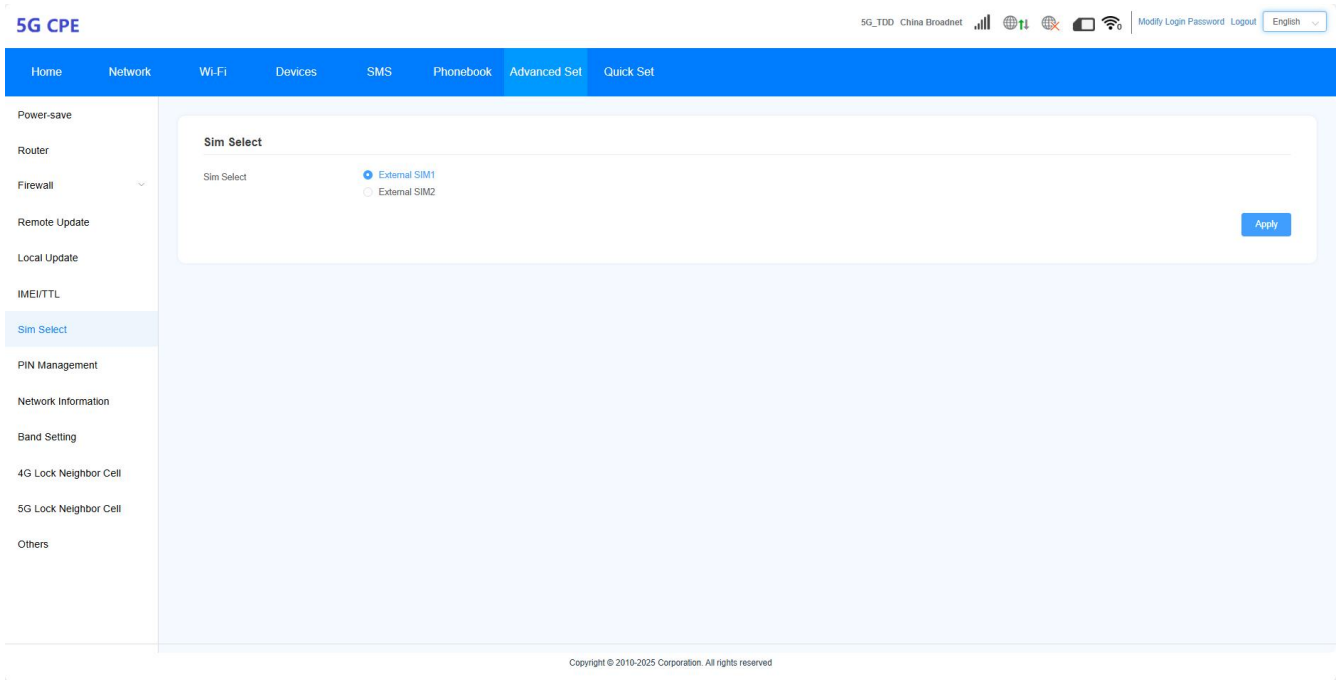 5G CPE
5G_TDD China Broadnet 0 Modify Login Password Logout English
Home Network Wi-Fi Devices SMS Phonebook Advanced Set Quick Set
Power-save
Router
Firewall
Remote Update
Local Update
IMEI/TTL
Sim Select
PIN Management
Network Information
Band Setting
4G Lock Neighbor Cell
5G Lock Neighbor Cell
Others
Sim Select
Sim Select
External SIM1
External SIM2
Apply
Copyright © 2010-2025 Corporation. All rights reserved